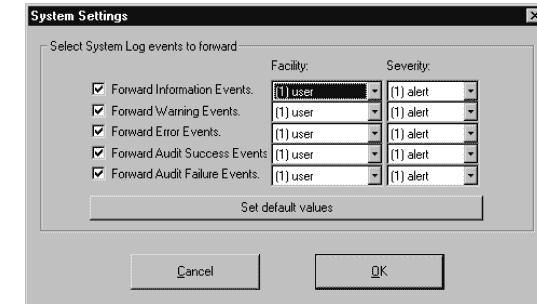 System Settings
Select System Log events to forward
Facility: Severity:
Forward Information Events. (1) user (1) alert
Forward Warning Events. (1) user (1) alert
Forward Error Events. (1) user (1) alert
Forward Audit Success Events (1) user (1) alert
Forward Audit Failure Events. (1) user (1) alert
Set default values
Cancel OK